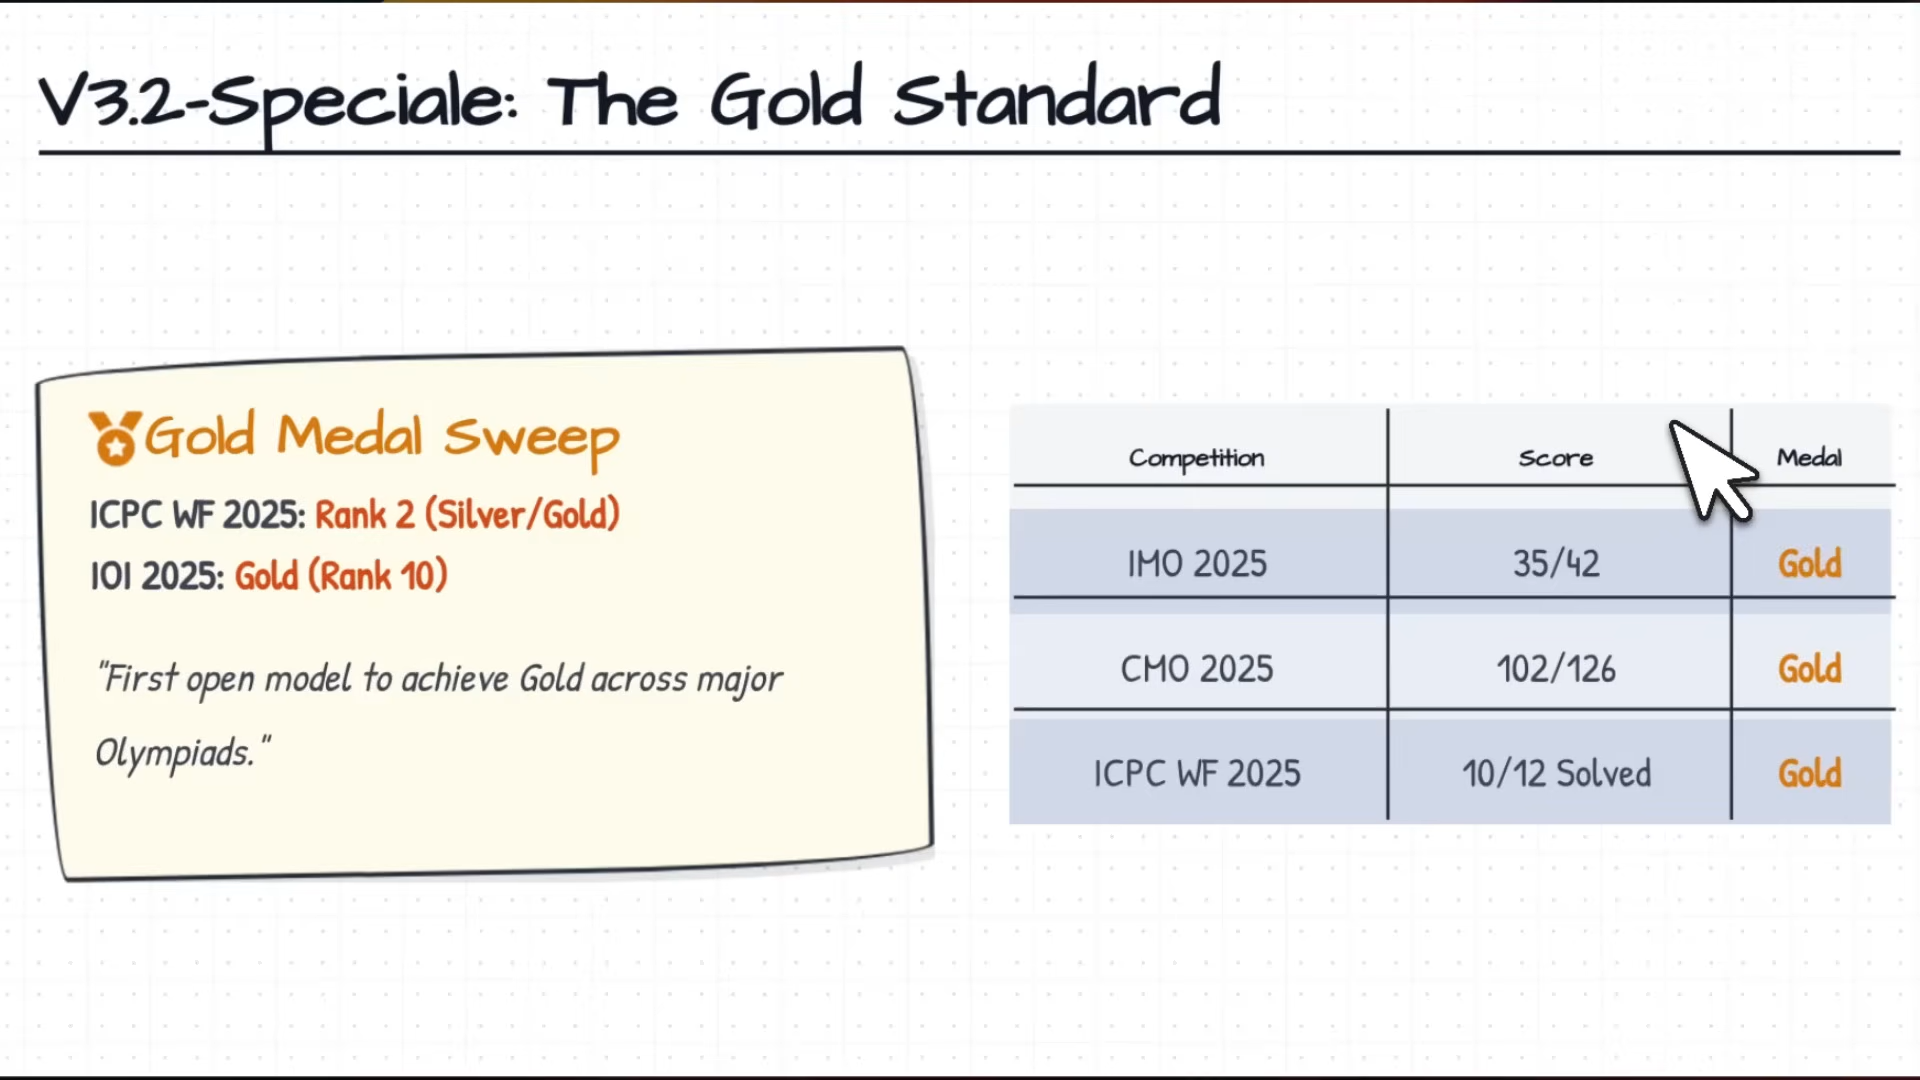 V3.2-Speciale: The Gold Standard
Gold Medal Sweep
ICPC WF 2025: Rank 2 (Silver/Gold)
IOI 2025: Gold (Rank 10)
"First open model to achieve Gold across major
Olympiads."
Competition Score Medal
IMO 2025 35/42 Gold
CMO 2025 102/126 Gold
ICPC WF 2025 10/12 Solved Gold